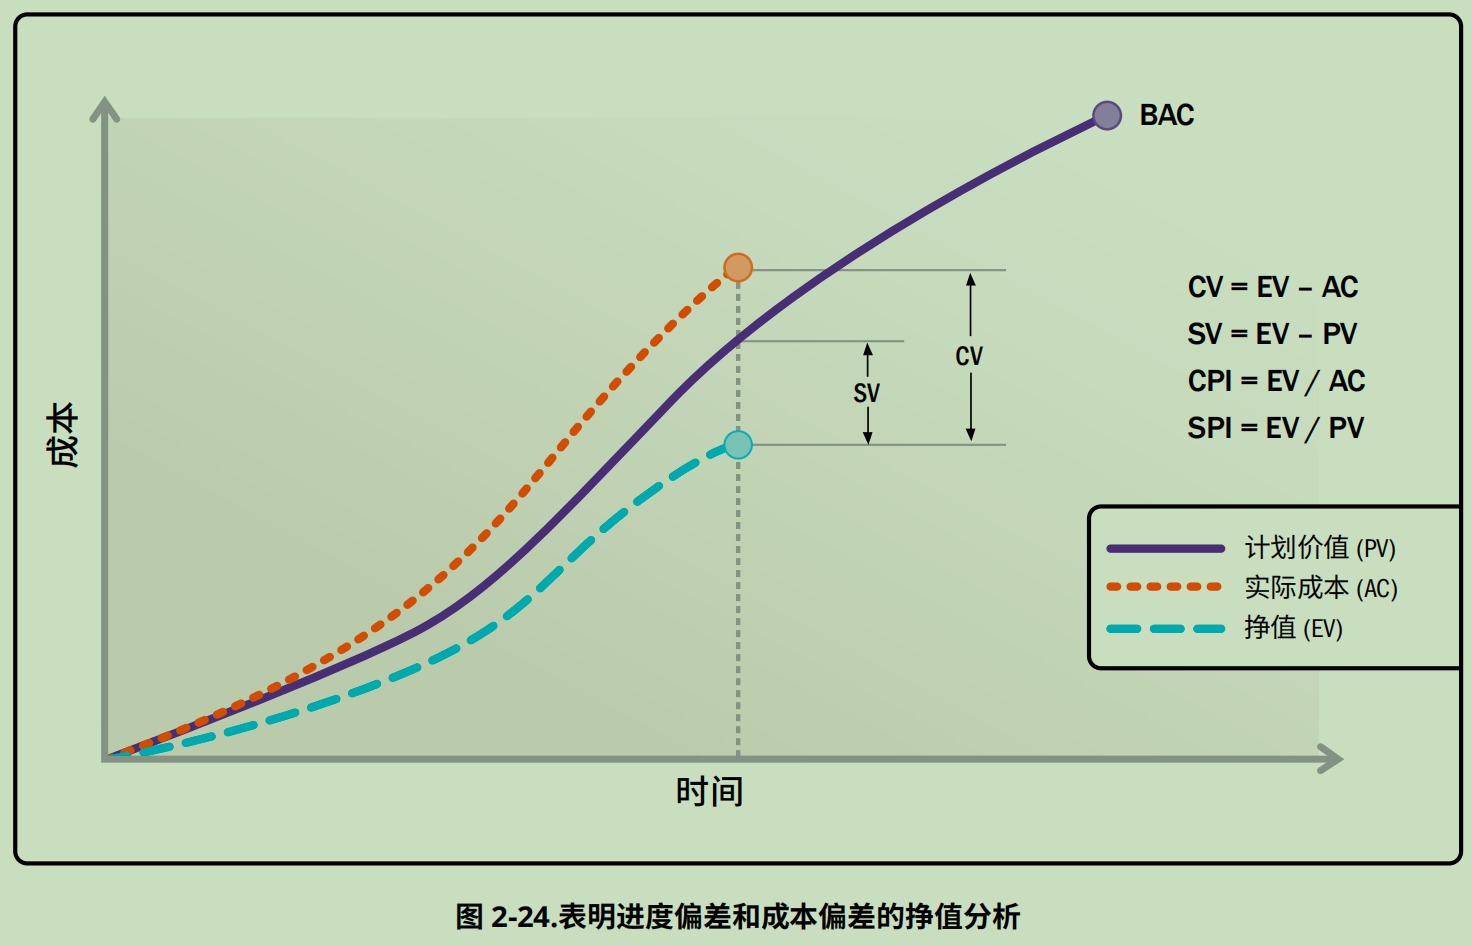 BAC
CV = EV – AC
SV = EV – PV
CPI = EV / AC
SPI = EV / PV
CV
SV
成本
计划价值 (PV)
实际成本 (AC)
挣值 (EV)
时间
图 2-24.表明进度偏差和成本偏差的挣值分析